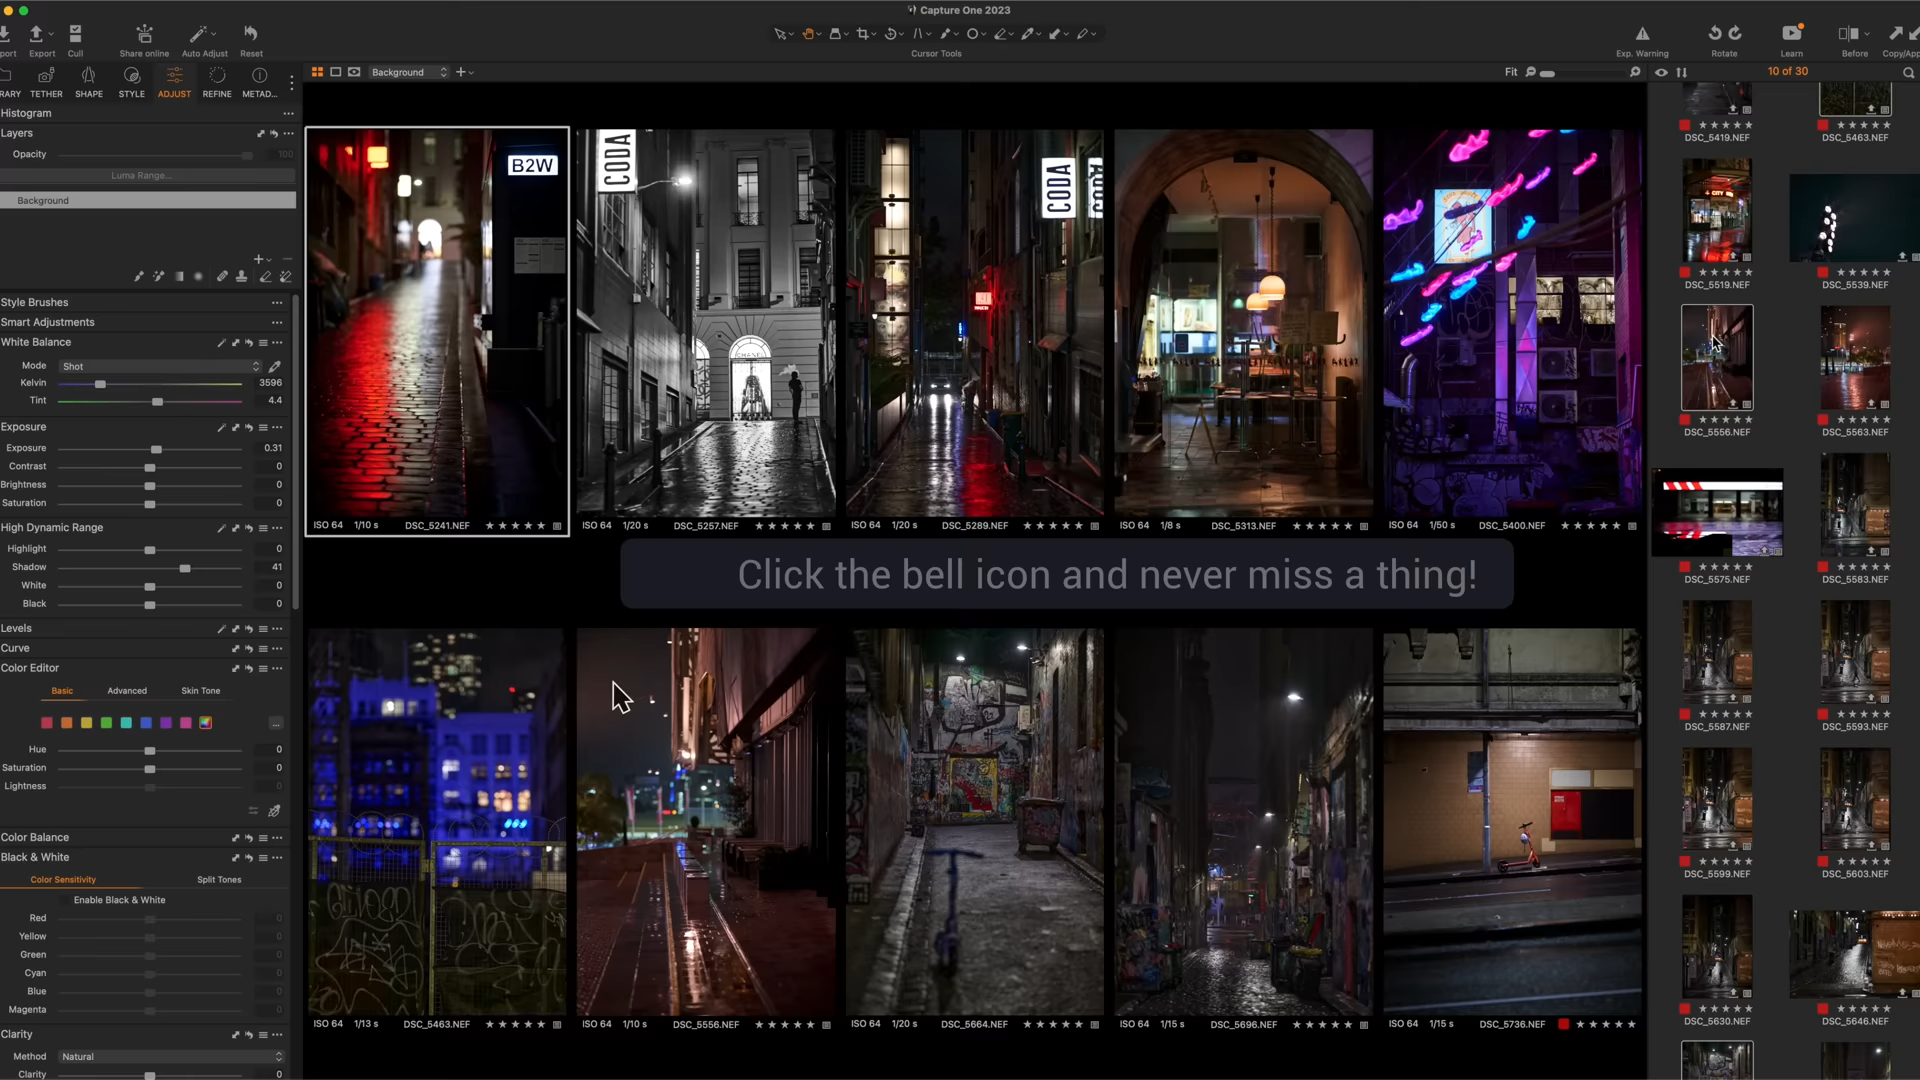 Capture One 2023
Export
Cull
Share online
Auto Adjust
Reset
Cursor Tools
Exp. Warning
Rotate
Learn
Before
TETHER
SHAPE
STYLE
ADJUST
REFINE
METAD...
Background
Fit
10 of 30
Histogram
Layers
Opacity 100
Luma Range...
Background
Style Brushes
Smart Adjustments
White Balance
Mode Shot
Kelvin 3596
Tint 4.4
Exposure
Exposure 0.31
Contrast 0
Brightness 0
Saturation 0
High Dynamic Range
Highlight 0
Shadow 41
White 0
Black 0
Levels
Curve
Color Editor
Basic Advanced Skin Tone
Hue 0
Saturation 0
Lightness 0
Color Balance
Black & White
Color Sensitivity Split Tones
Enable Black & White
Red 0
Yellow 0
Green 0
Cyan 0
Blue 0
Magenta 0
Clarity
Method Natural
Clarity 0
B2W
CODA
CODA
CHANEL
ISO 64 1/10 s DSC_5241.NEF
ISO 64 1/20 s DSC_5257.NEF
ISO 64 1/20 s DSC_5289.NEF
ISO 64 1/8 s DSC_5313.NEF
ISO 64 1/50 s DSC_5400.NEF
Click the bell icon and never miss a thing!
ISO 64 1/13 s DSC_5463.NEF
ISO 64 1/10 s DSC_5556.NEF
ISO 64 1/20 s DSC_5664.NEF
ISO 64 1/15 s DSC_5696.NEF
ISO 64 1/15 s DSC_5736.NEF
DSC_5419.NEF
DSC_5463.NEF
CITY
DSC_5519.NEF
DSC_5539.NEF
DSC_5556.NEF
DSC_5563.NEF
DSC_5575.NEF
DSC_5583.NEF
DSC_5587.NEF
DSC_5593.NEF
DSC_5599.NEF
DSC_5603.NEF
DSC_5630.NEF
DSC_5646.NEF